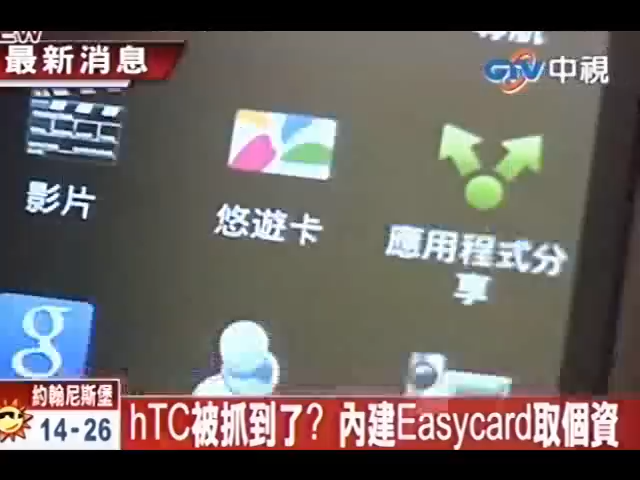 最新消息
CTV中視
影片
悠遊卡
應用程式分
享
g
約翰尼斯堡
14-26
hTC被抓到了? 內建Easycard取個資